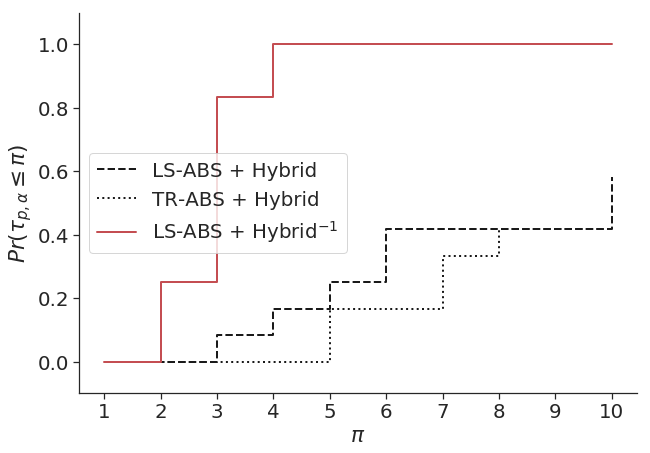 1.0
0.8
0.6
0.4
0.2
0.0
Pr(τp,α ≤ π)
LS-ABS + Hybrid
TR-ABS + Hybrid
LS-ABS + Hybrid⁻¹
1 2 3 4 5 6 7 8 9 10
π